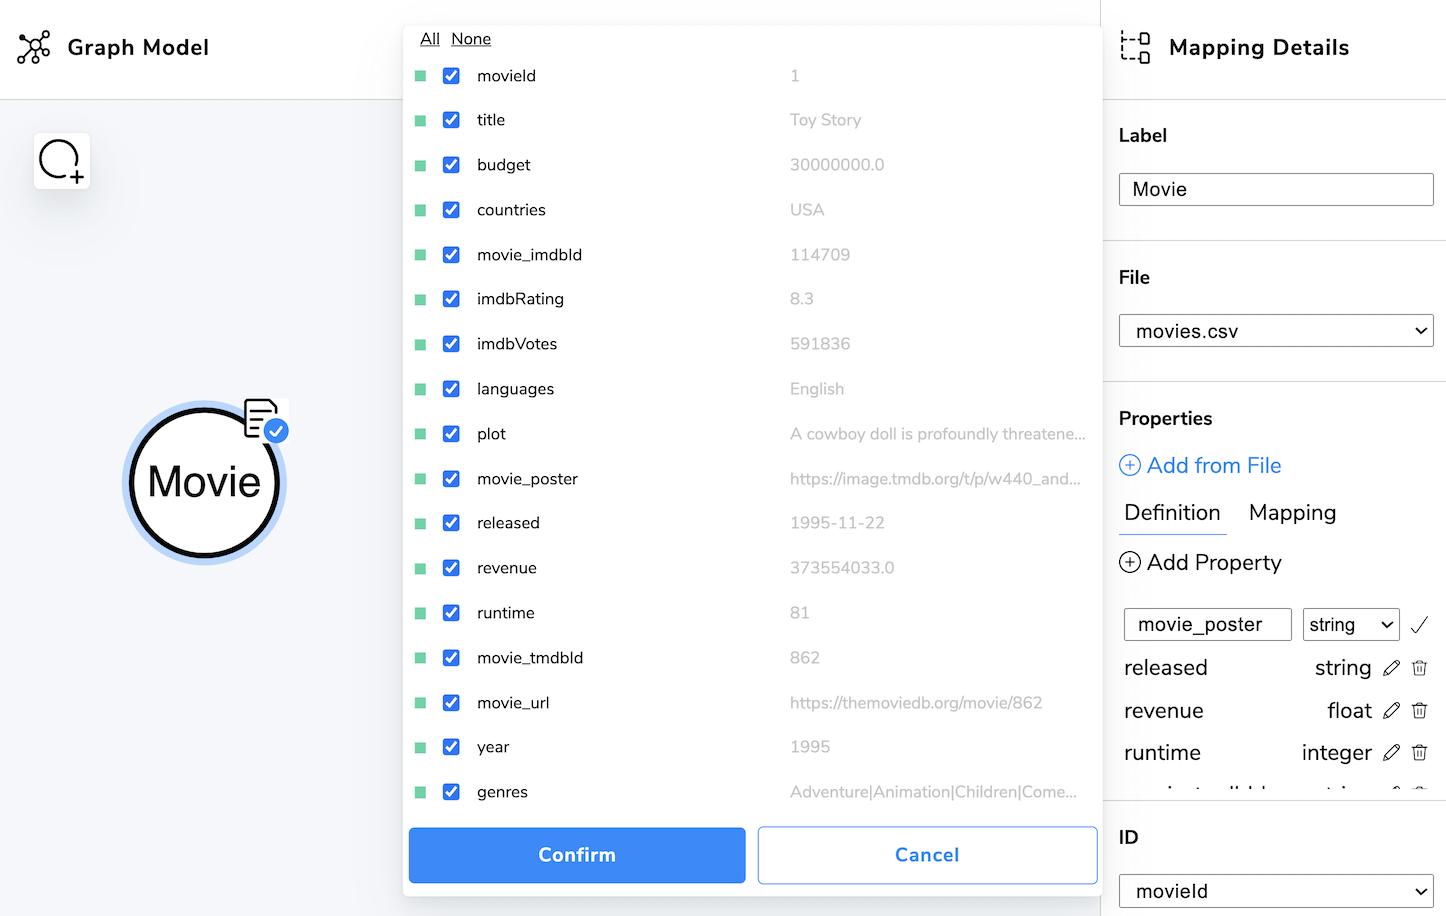 Graph Model
Movie
All None
movieId 1
title Toy Story
budget 30000000.0
countries USA
movie_imdbId 114709
imdbRating 8.3
imdbVotes 591836
languages English
plot A cowboy doll is profoundly threatene...
movie_poster https://image.tmdb.org/t/p/w440_and...
released 1995-11-22
revenue 373554033.0
runtime 81
movie_tmdbId 862
movie_url https://themoviedb.org/movie/862
year 1995
genres Adventure|Animation|Children|Come...
Confirm Cancel
Mapping Details
Label
Movie
File
movies.csv
Properties
Add from File
Definition Mapping
Add Property
movie_poster string
released string
revenue float
runtime integer
ID
movieId